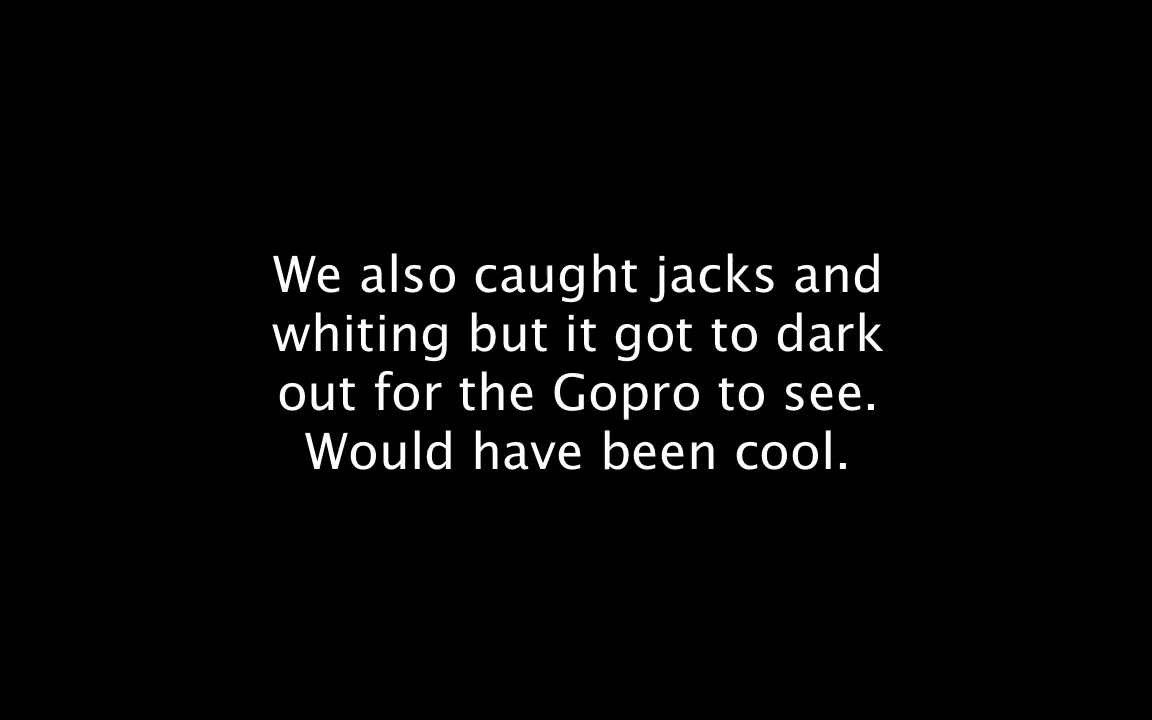 We also caught jacks and
whiting but it got to dark
out for the Gopro to see.
Would have been cool.